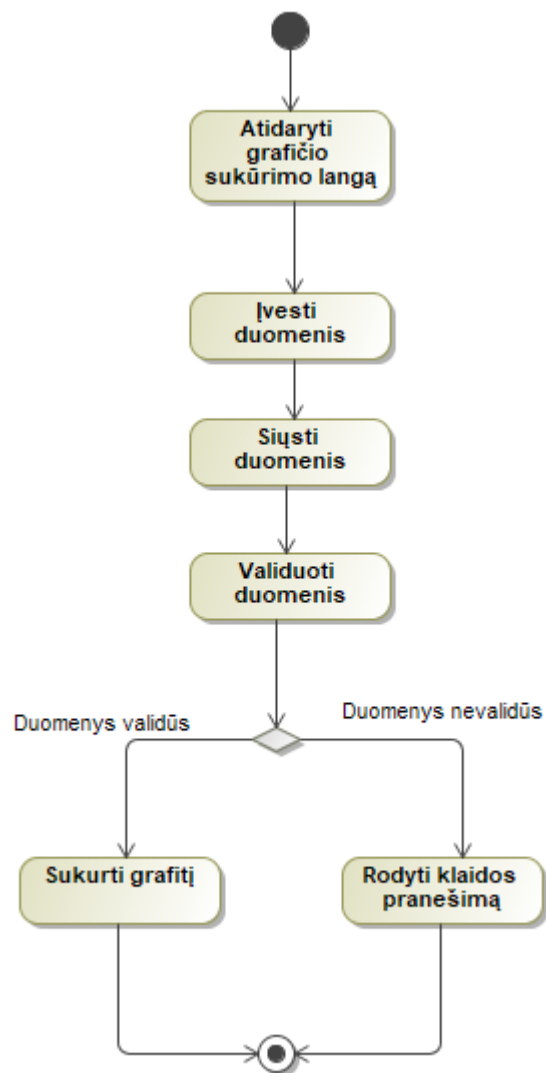 Atidaryti
grafičio
sukūrimo langą
Įvesti
duomenis
Siųsti
duomenis
Validuoti
duomenis
Duomenys validūs
Duomenys nevalidūs
Sukurti grafitį
Rodyti klaidos
pranešimą